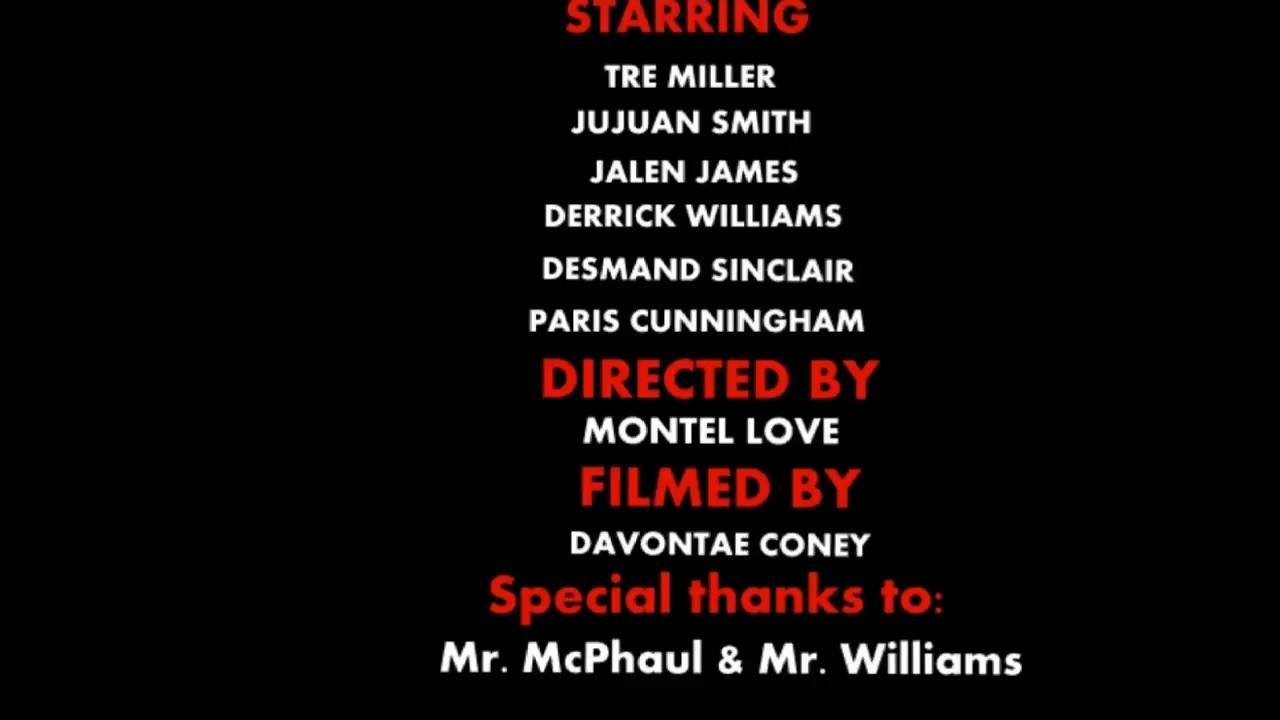 STARRING
TRE MILLER
JUJUAN SMITH
JALEN JAMES
DERRICK WILLIAMS
DESMAND SINCLAIR
PARIS CUNNINGHAM
DIRECTED BY
MONTEL LOVE
FILMED BY
DAVONTAE CONEY
Special thanks to:
Mr. McPhaul & Mr. Williams